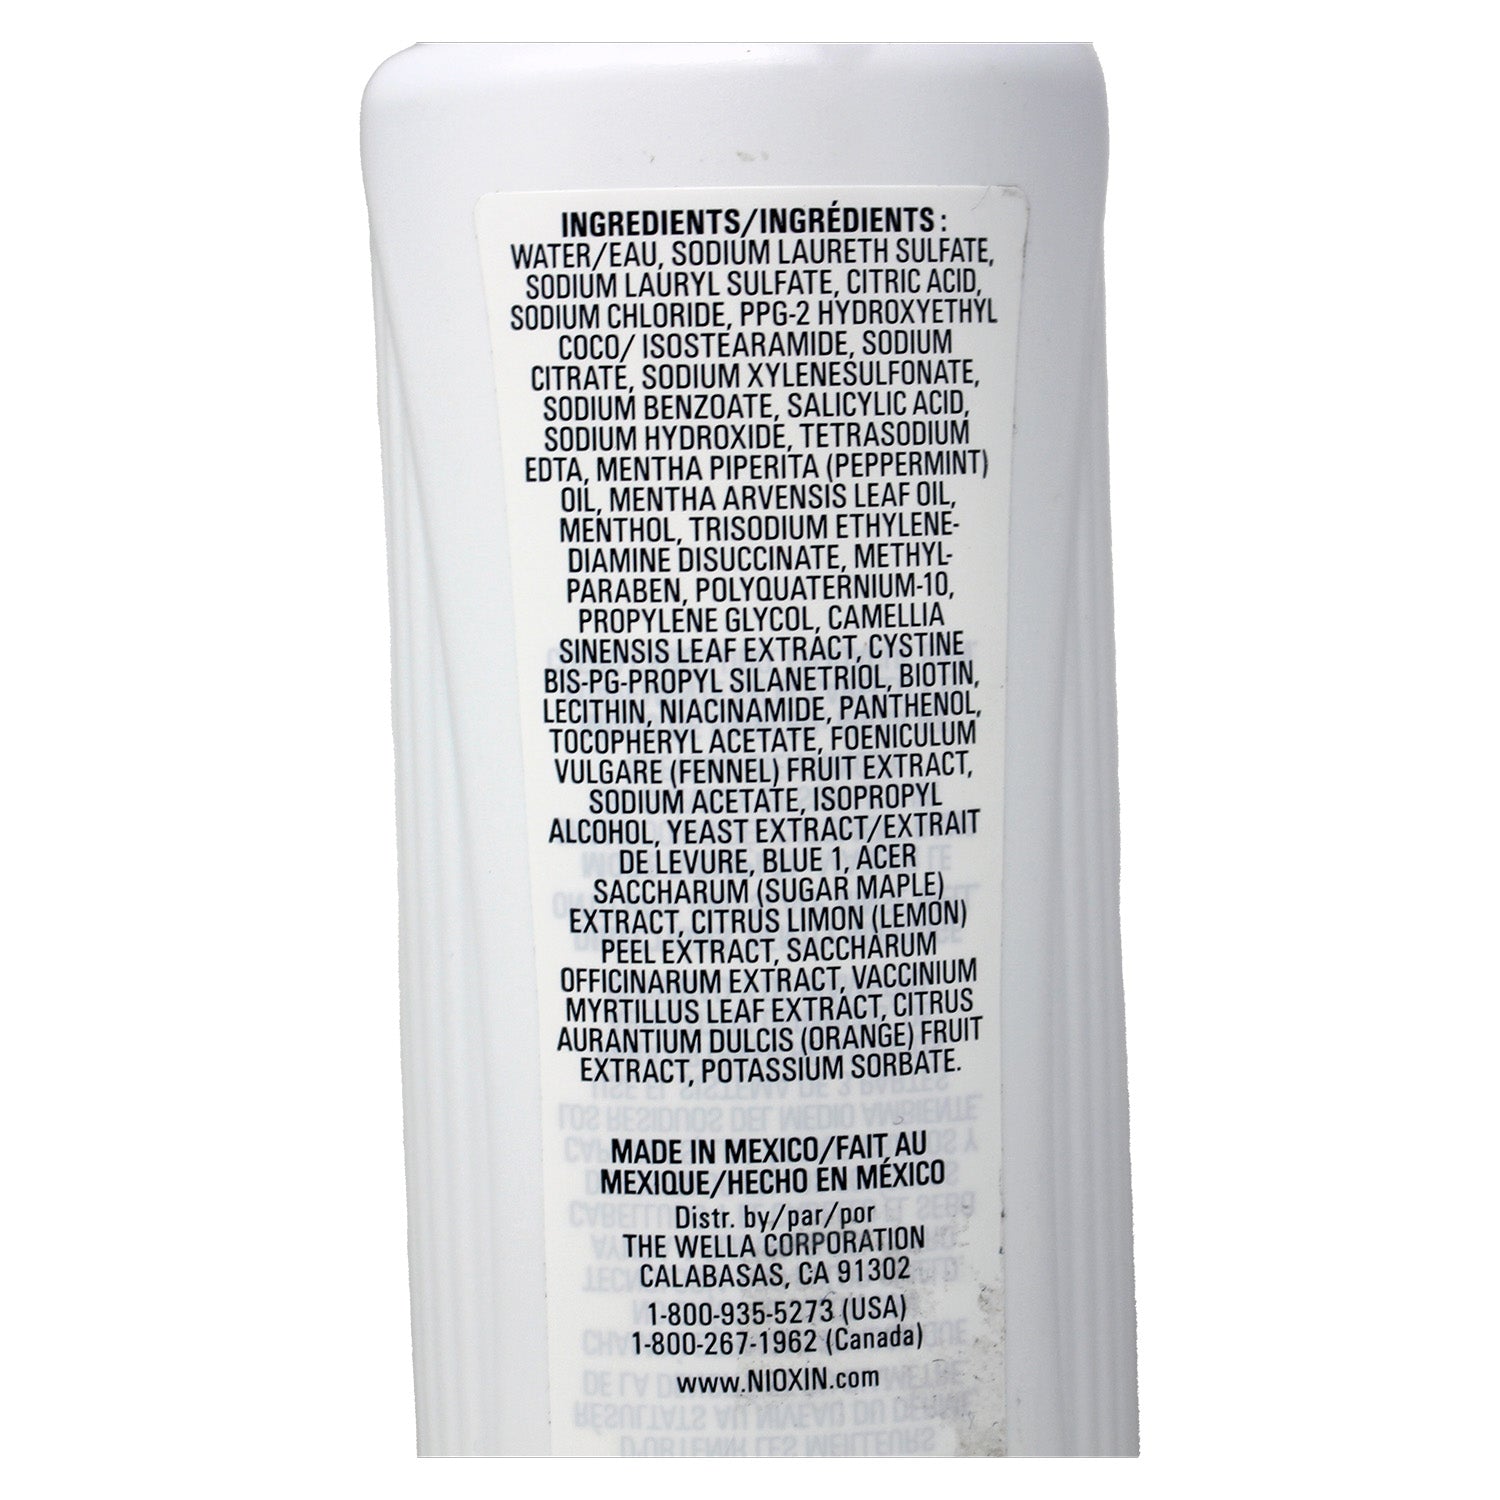 INGREDIENTS/INGRÉDIENTS:
WATER/EAU, SODIUM LAURETH SULFATE,
SODIUM LAURYL SULFATE, CITRIC ACID,
SODIUM CHLORIDE, PPG-2 HYDROXYETHYL
COCO/ ISOSTEARAMIDE, SODIUM
CITRATE, SODIUM XYLENESULFONATE,
SODIUM BENZOATE, SALICYLIC ACID,
SODIUM HYDROXIDE, TETRASODIUM
EDTA, MENTHA PIPERITA (PEPPERMINT)
OIL, MENTHA ARVENSIS LEAF OIL,
MENTHOL, TRISODIUM ETHYLENE-
DIAMINE DISUCCINATE, METHYL-
PARABEN, POLYQUATERNIUM-10,
PROPYLENE GLYCOL, CAMELLIA
SINENSIS LEAF EXTRACT, CYSTINE
BIS-PG-PROPYL SILANETRIOL, BIOTIN,
LECITHIN, NIACINAMIDE, PANTHENOL,
TOCOPHERYL ACETATE, FOENICULUM
VULGARE (FENNEL) FRUIT EXTRACT,
SODIUM ACETATE, ISOPROPYL
ALCOHOL, YEAST EXTRACT/EXTRAIT
DE LEVURE, BLUE 1, ACER
SACCHARUM (SUGAR MAPLE)
EXTRACT, CITRUS LIMON (LEMON)
PEEL EXTRACT, SACCHARUM
OFFICINARUM EXTRACT, VACCINIUM
MYRTILLUS LEAF EXTRACT, CITRUS
AURANTIUM DULCIS (ORANGE) FRUIT
EXTRACT, POTASSIUM SORBATE.
MADE IN MEXICO/FAIT AU
MEXIQUE/HECHO EN MÉXICO
Distr. by/par/por
THE WELLA CORPORATION
CALABASAS, CA 91302
1-800-935-5273 (USA)
1-800-267-1962 (Canada)
www.NIOXIN.com